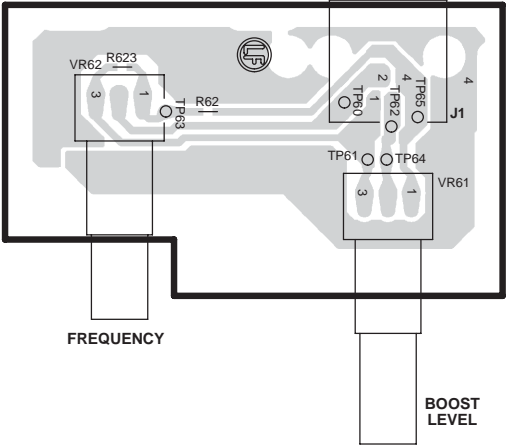 R623
VR62
R62
3
1
TP63
2
4
4
TP60
1
TP62
TP65
J1
TP61
TP64
VR61
3
1
FREQUENCY
BOOST
LEVEL